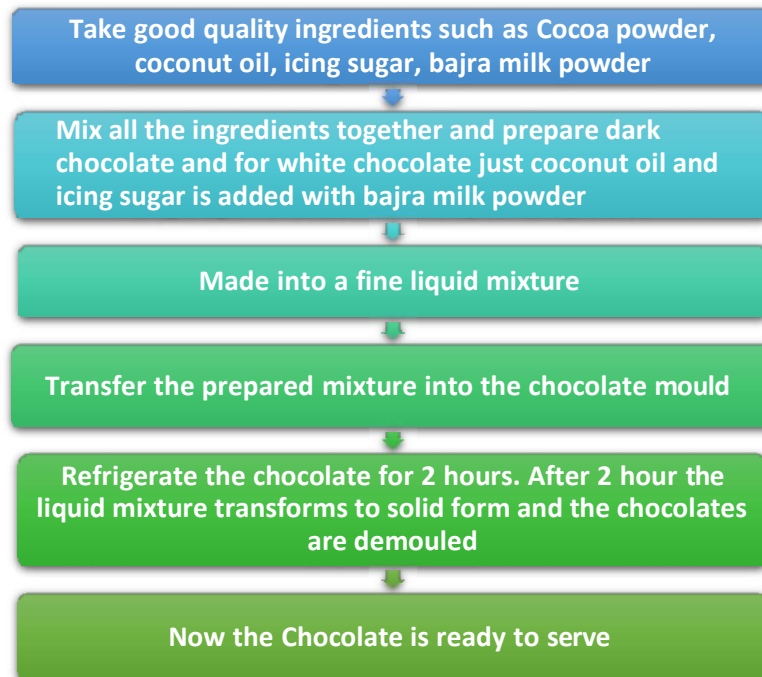 Take good quality ingredients such as Cocoa powder,
coconut oil, icing sugar, bajra milk powder
Mix all the ingredients together and prepare dark
chocolate and for white chocolate just coconut oil and
icing sugar is added with bajra milk powder
Made into a fine liquid mixture
Transfer the prepared mixture into the chocolate mould
Refrigerate the chocolate for 2 hours. After 2 hour the
liquid mixture transforms to solid form and the chocolates
are demouled
Now the Chocolate is ready to serve